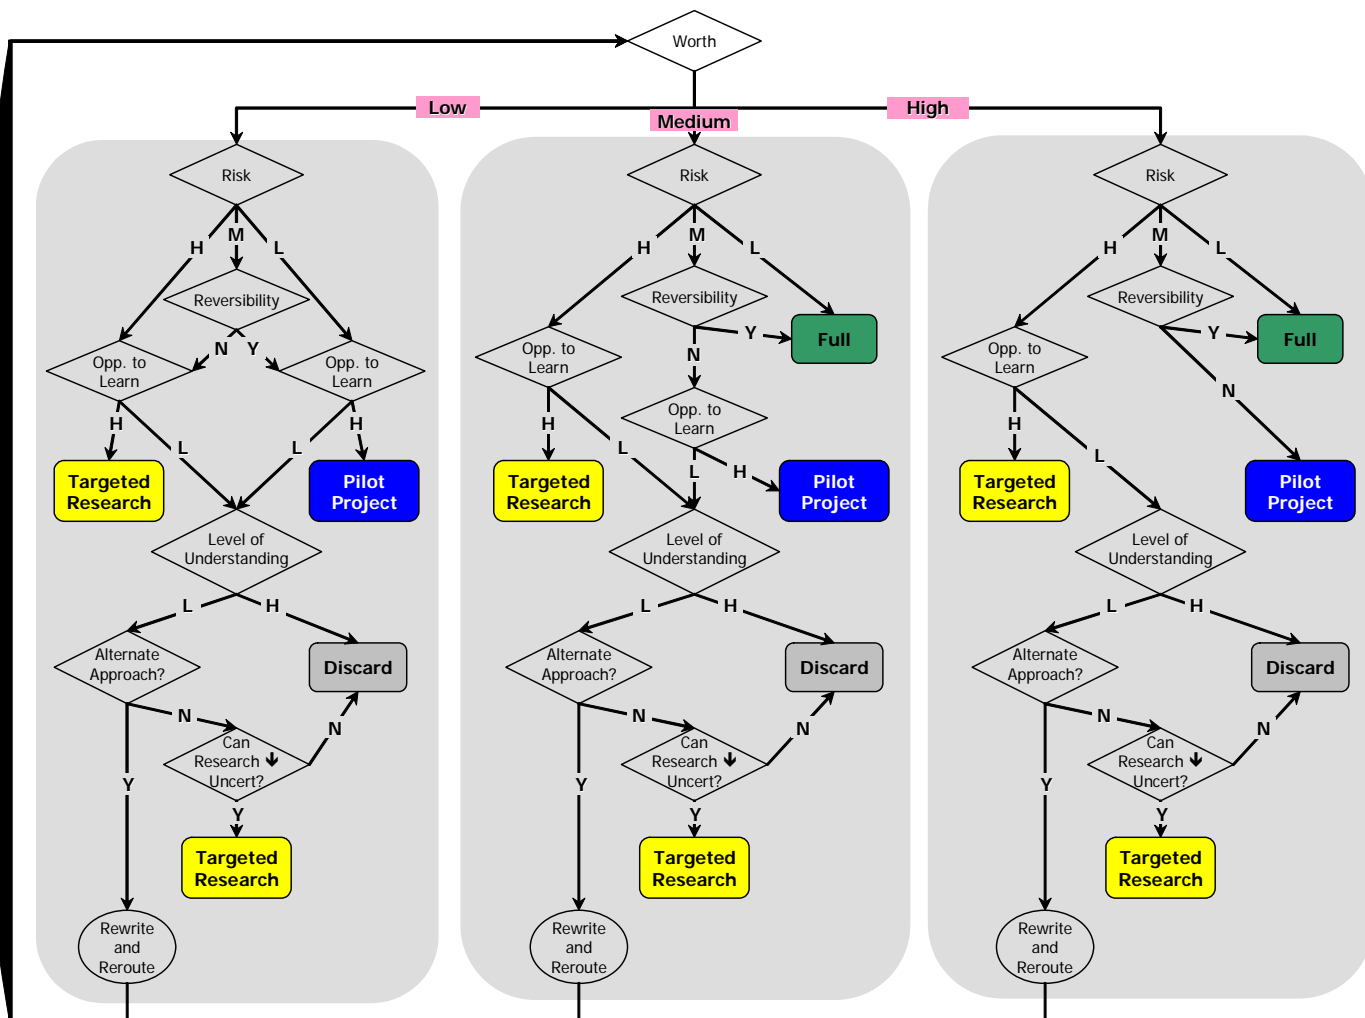 Worth
Low
Medium
High
Risk
Risk
Risk
H
M
L
H
M
L
H
M
L
Reversibility
Reversibility
Reversibility
N
Y
Y
N
Y
N
Full
Full
Opp. to
Learn
Opp. to
Learn
Opp. to
Learn
Opp. to
Learn
Opp. to
Learn
H
L
L
H
H
L
L
H
H
L
Targeted
Research
Pilot
Project
Targeted
Research
Pilot
Project
Targeted
Research
Pilot
Project
Level of
Understanding
Level of
Understanding
Level of
Understanding
L
H
L
H
L
H
Alternate
Approach?
Discard
Alternate
Approach?
Discard
Alternate
Approach?
Discard
N
N
N
N
N
N
Can
Research ↓
Uncert?
Can
Research ↓
Uncert?
Can
Research ↓
Uncert?
Y
Y
Y
Y
Y
Y
Targeted
Research
Targeted
Research
Targeted
Research
Rewrite
and
Reroute
Rewrite
and
Reroute
Rewrite
and
Reroute